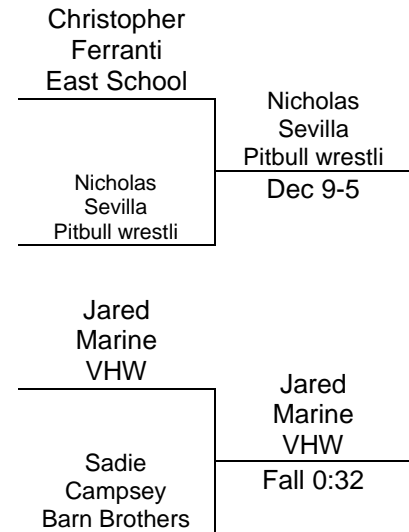 Christopher
Ferranti
East School
Nicholas
Sevilla
Pitbull wrestli
Dec 9-5
Nicholas
Sevilla
Pitbull wrestli
Jared
Marine
VHW
Jared
Marine
VHW
Fall 0:32
Sadie
Campsey
Barn Brothers